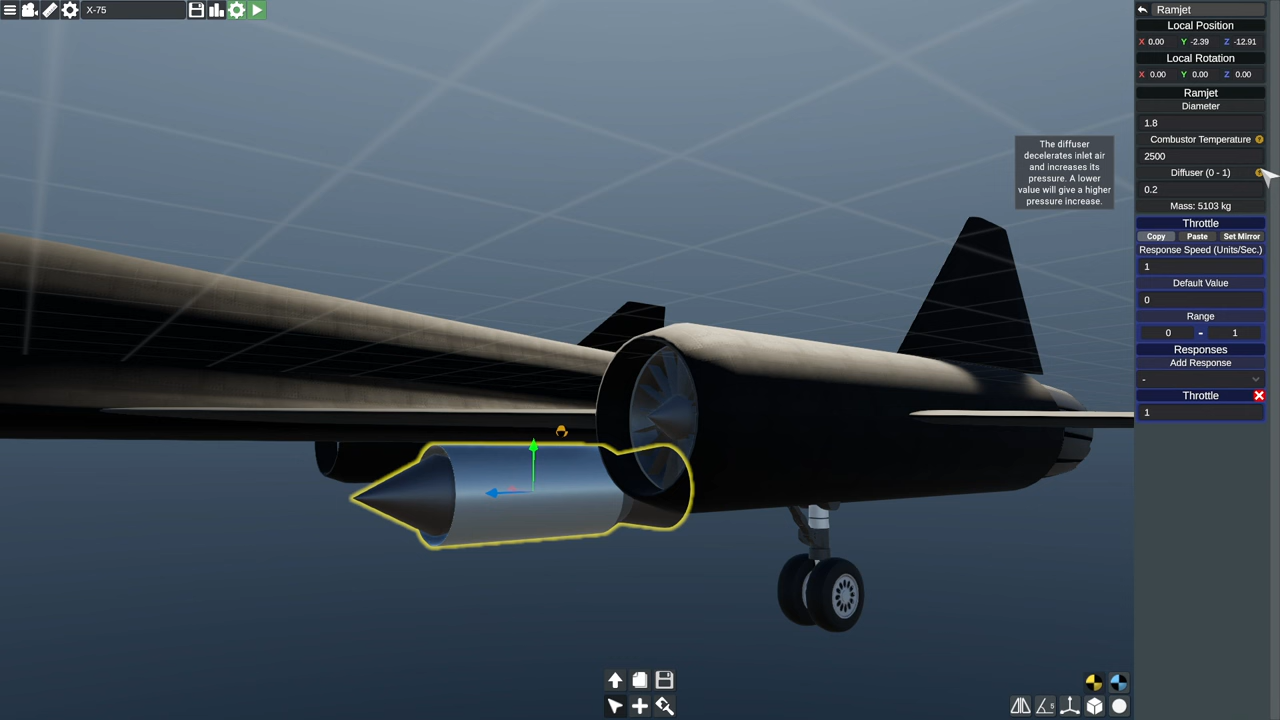 X-75
Ramjet
Local Position
X 0.00 Y -2.39 Z -12.91
Local Rotation
X 0.00 Y 0.00 Z 0.00
Ramjet
Diameter
1.8
Combustor Temperature ?
2500
Diffuser (0 - 1)
0.2
Mass: 5103 kg
Throttle
Copy Paste Set Mirror
Response Speed (Units/Sec.)
1
Default Value
0
Range
0 - 1
Responses
Add Response
-
Throttle
1
The diffuser
decelerates inlet air
and increases its
pressure. A lower
value will give a higher
pressure increase.
5